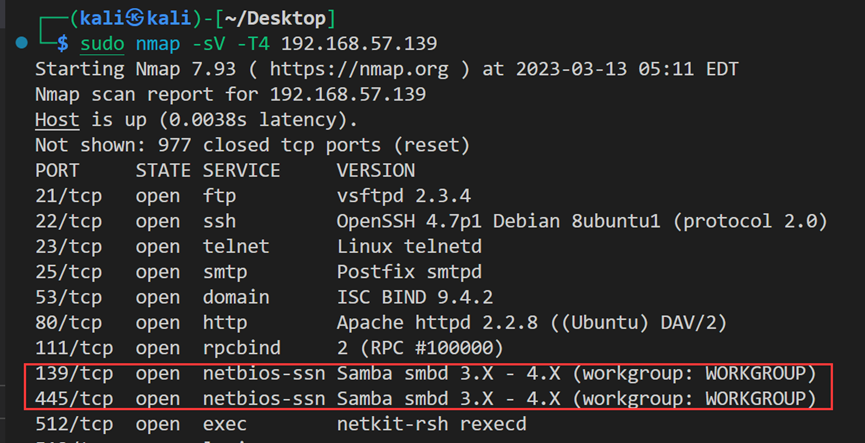 ┌──(kali㉿kali)-[~/Desktop]
└─$ sudo nmap -sV -T4 192.168.57.139
Starting Nmap 7.93 ( https://nmap.org ) at 2023-03-13 05:11 EDT
Nmap scan report for 192.168.57.139
Host is up (0.0038s latency).
Not shown: 977 closed tcp ports (reset)
PORT STATE SERVICE VERSION
21/tcp open ftp vsftpd 2.3.4
22/tcp open ssh OpenSSH 4.7p1 Debian 8ubuntu1 (protocol 2.0)
23/tcp open telnet Linux telnetd
25/tcp open smtp Postfix smtpd
53/tcp open domain ISC BIND 9.4.2
80/tcp open http Apache httpd 2.2.8 ((Ubuntu) DAV/2)
111/tcp open rpcbind 2 (RPC #100000)
139/tcp open netbios-ssn Samba smbd 3.X - 4.X (workgroup: WORKGROUP)
445/tcp open netbios-ssn Samba smbd 3.X - 4.X (workgroup: WORKGROUP)
512/tcp open exec netkit-rsh rexecd